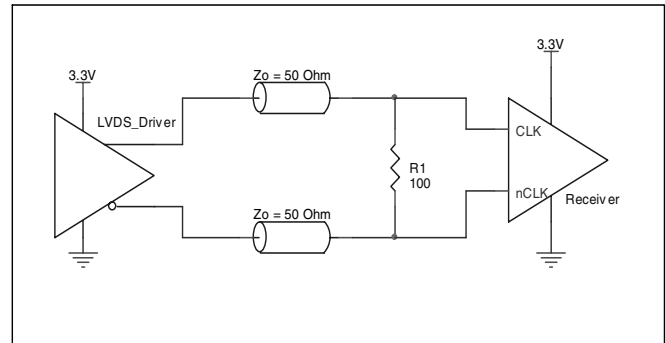 3.3V
Zo = 50 Ohm
3.3V
LVDS_Driver
CLK
R1
100
nCLK
Receiver
Zo = 50 Ohm